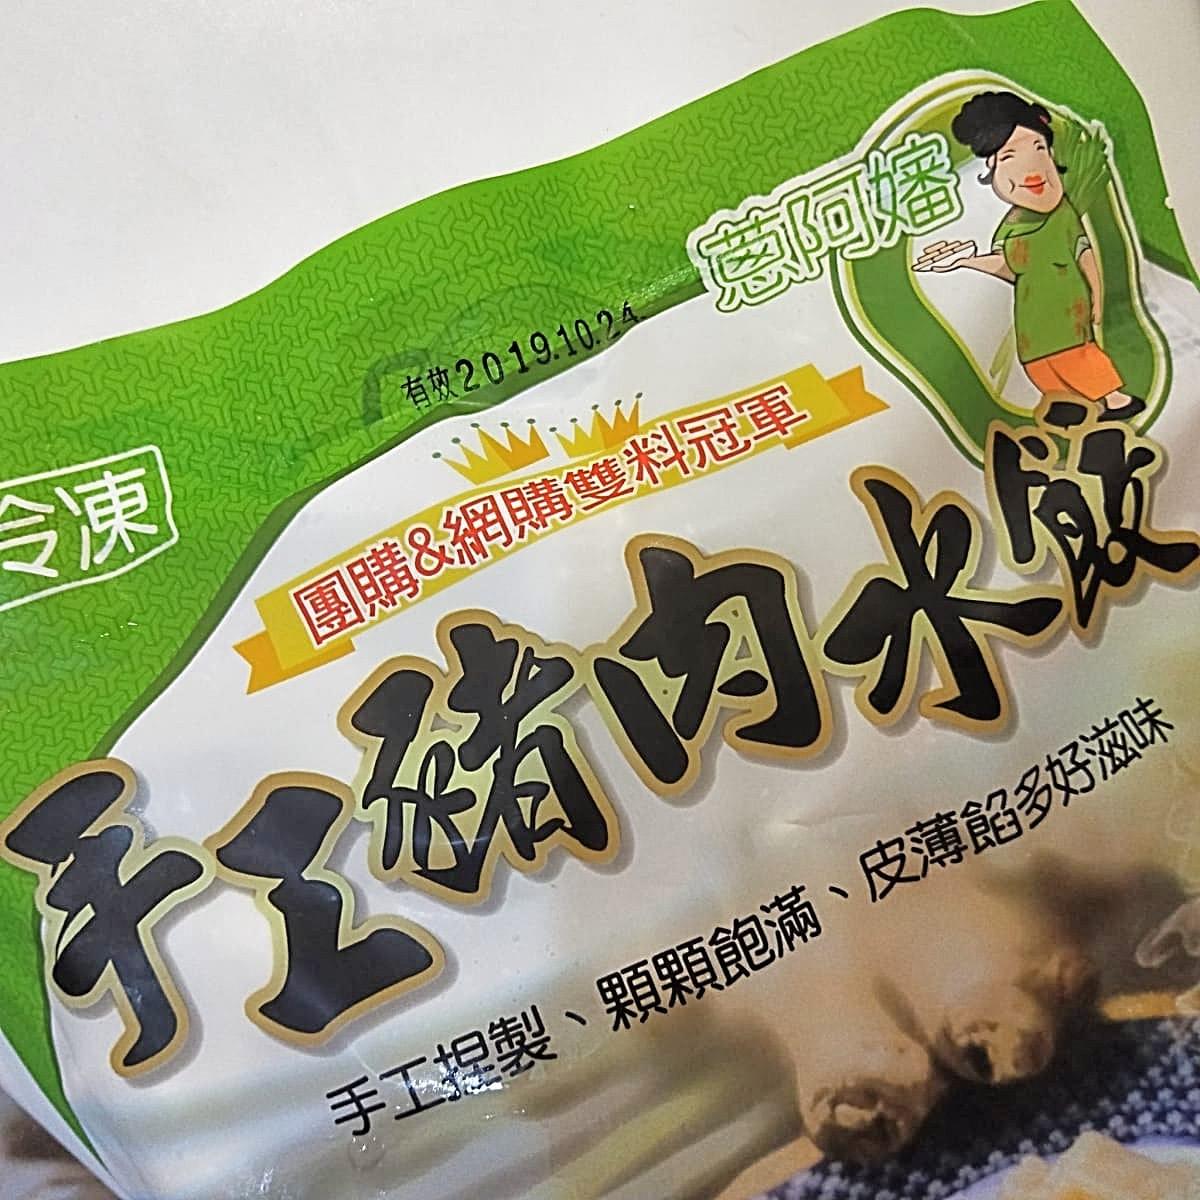 蔥阿嬸
有效2019.10.24.
冷凍
團購&網購雙料冠軍
手工豬肉水餃
手工捏製、顆顆飽滿、皮薄餡多好滋味